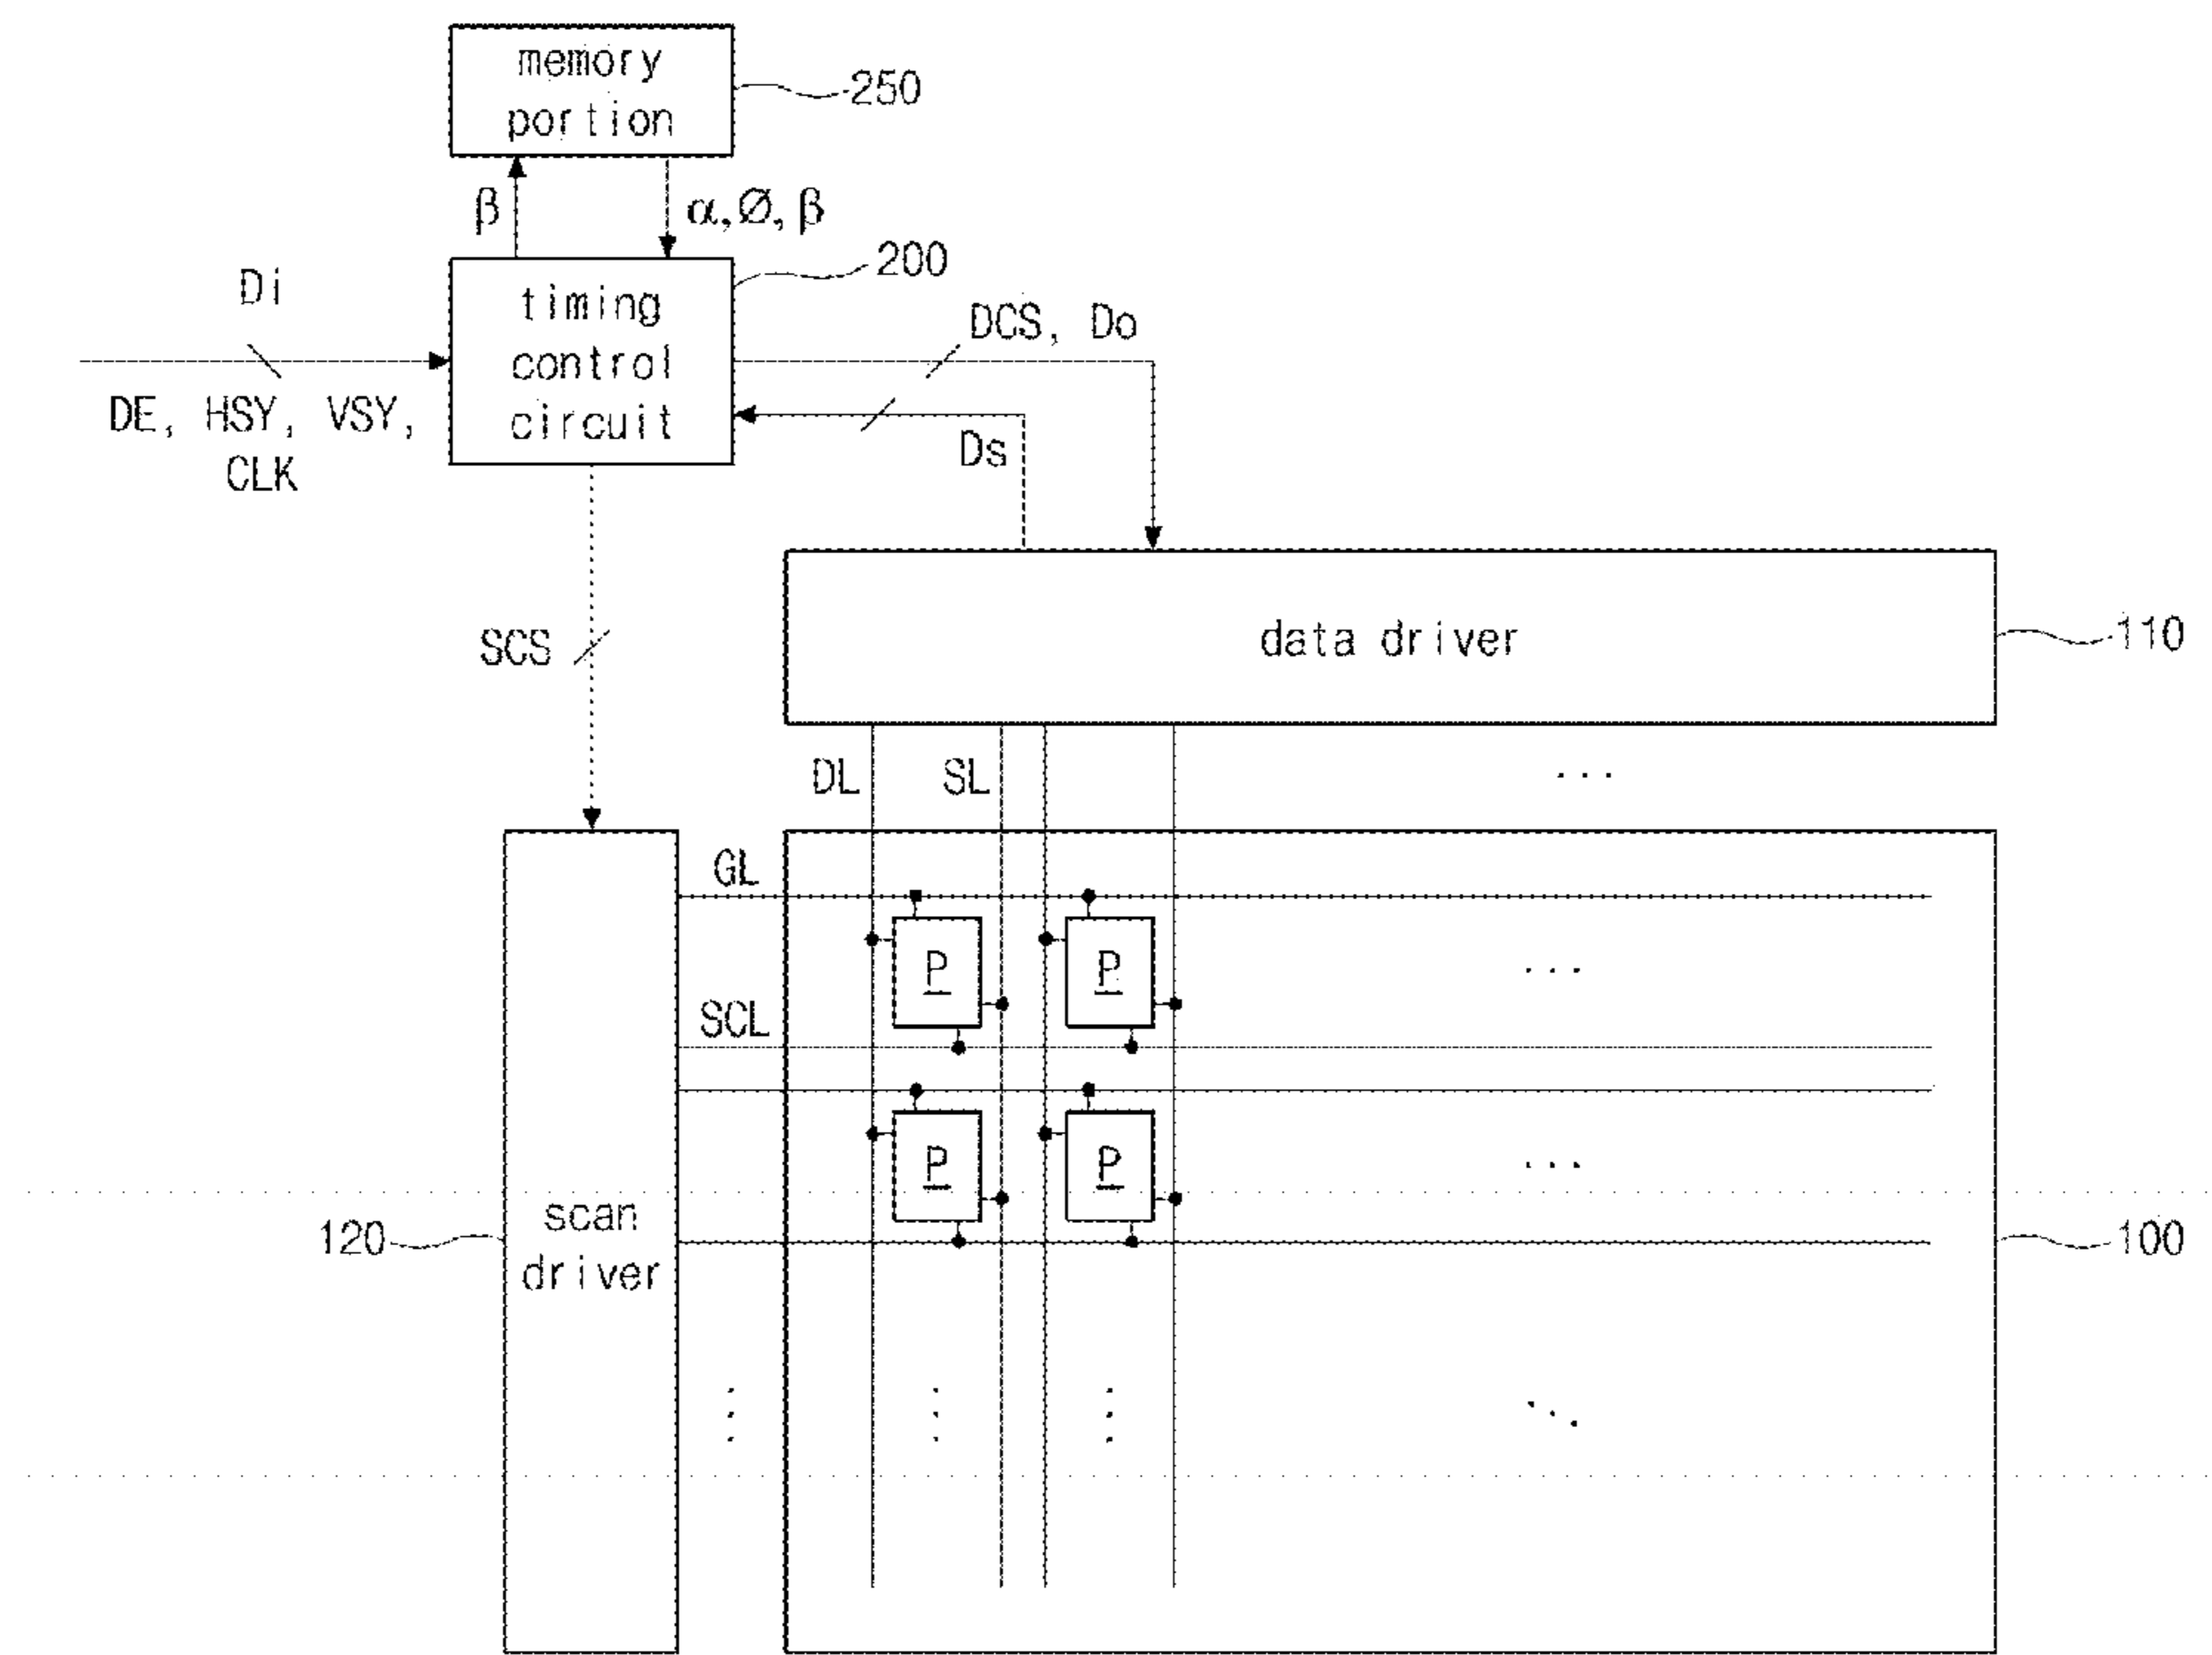 memory
portion
250
β
α, Ø, β
200
Di
timing
control
circuit
DCS, Do
DE, HSY, VSY,
CLK
Ds
SCS
data driver
110
DL
SL
...
GL
P
P
...
SCL
P
P
...
scan
driver
120
100